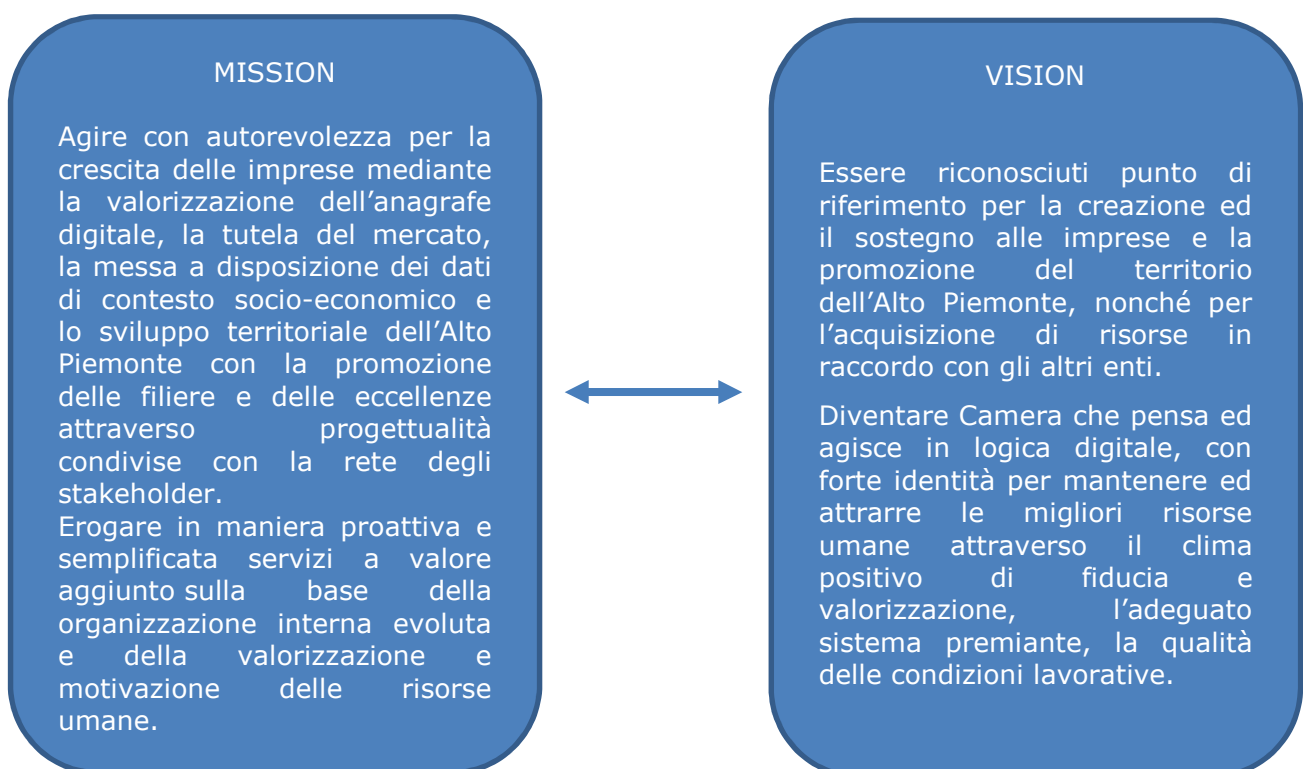 MISSION
Agire con autorevolezza per la
crescita delle imprese mediante
la valorizzazione dell’anagrafe
digitale, la tutela del mercato,
la messa a disposizione dei dati
di contesto socio-economico e
lo sviluppo territoriale dell’Alto
Piemonte con la promozione
delle filiere e delle eccellenze
attraverso progettualità
condivise con la rete degli
stakeholder.
Erogare in maniera proattiva e
semplificata servizi a valore
aggiunto sulla base della
organizzazione interna evoluta
e della valorizzazione e
motivazione delle risorse
umane.
VISION
Essere riconosciuti punto di
riferimento per la creazione ed
il sostegno alle imprese e la
promozione del territorio
dell’Alto Piemonte, nonché per
l’acquisizione di risorse in
raccordo con gli altri enti.
Diventare Camera che pensa ed
agisce in logica digitale, con
forte identità per mantenere ed
attrarre le migliori risorse
umane attraverso il clima
positivo di fiducia e
valorizzazione, l’adeguato
sistema premiante, la qualità
delle condizioni lavorative.